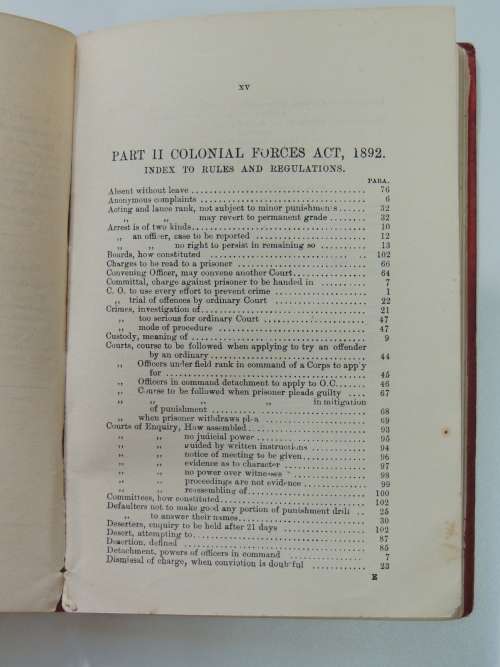 xv
PART II COLONIAL FORCES ACT, 1892.
INDEX TO RULES AND REGULATIONS.
PARA.
Absent without leave 76
Anonymous complaints 6
Acting and lance rank, not subject to minor punishments 32
„ „ may revert to permanent grade 32
Arrest is of two kinds 10
„ an officer, case to be reported 12
„ „ no right to persist in remaining so 13
Boards, how constituted 102
Charges to be read to a prisoner 66
Convening Officer, may convene another Court 64
Committal, charge against prisoner to be handed in 7
C. O. to use every effort to prevent crime 1
„ trial of offences by ordinary Court 22
Crimes, investigation of 21
„ too serious for ordinary Court 47
„ mode of procedure 47
Custody, meaning of 9
Courts, course to be followed when applying to try an offender
by an ordinary 44
„ Officers under field rank in command of a Corps to apply
for 45
„ Officers in command detachment to apply to O.C. 46
„ Course to be followed when prisoner pleads guilty 67
„ „ „ „ in mitigation
of punishment 68
„ when prisoner withdraws plea 69
Courts of Enquiry, How assembled 93
„ „ no judicial power 95
„ „ guided by written instructions 94
„ „ notice of meeting to be given 96
„ „ evidence as to character 97
„ „ no power over witnesses 98
„ „ proceedings are not evidence 99
„ „ re-assembling of 100
Committees, how constituted 102
Defaulters not to make good any portion of punishment drill 25
„ to answer their names 30
Deserters, enquiry to be held after 21 days 102
Desert, attempting to 87
Desertion, defined 85
Detachment, powers of officers in command 7
Dismissal of charge, when conviction is doubtful 23
E